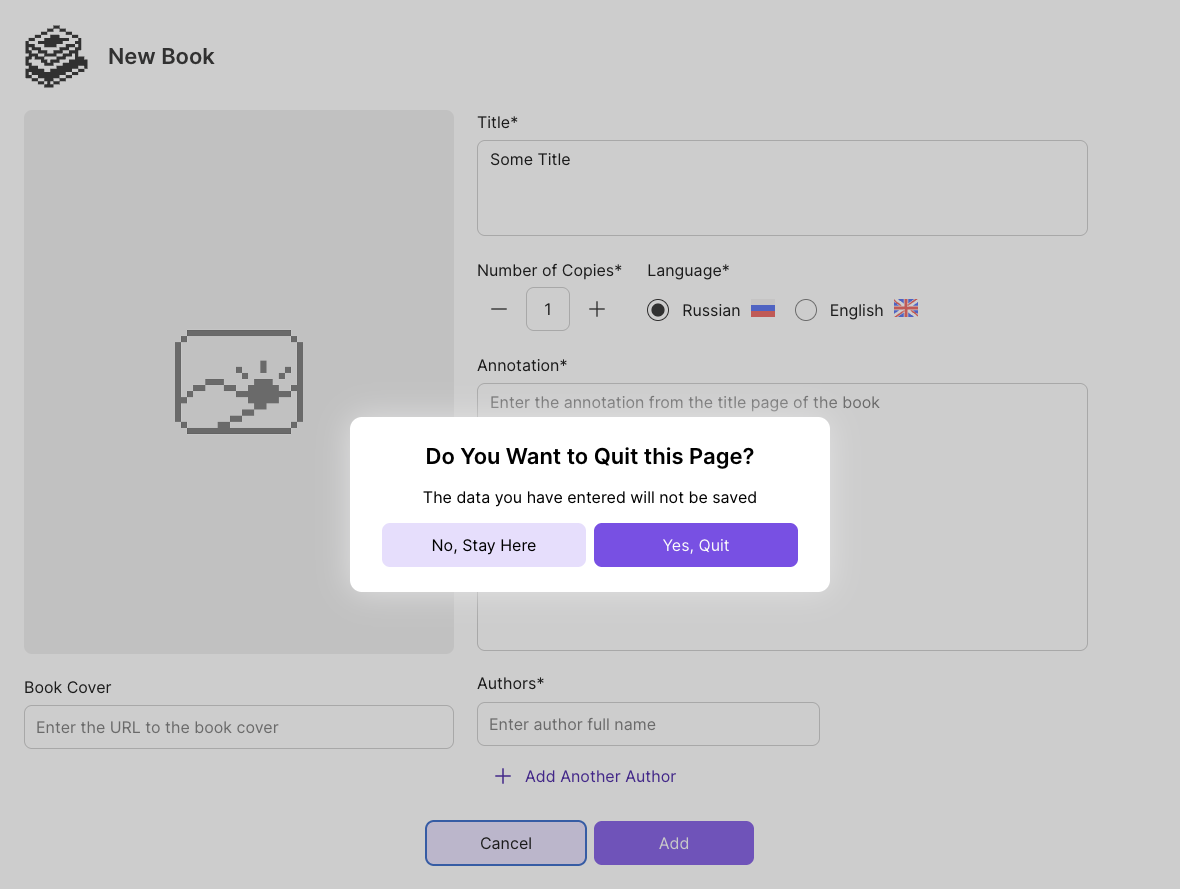 New Book
Title*
Some Title
Number of Copies*
Language*
1
Russian
English
Annotation*
Enter the annotation from the title page of the book
Do You Want to Quit this Page?
The data you have entered will not be saved
No, Stay Here
Yes, Quit
Book Cover
Enter the URL to the book cover
Authors*
Enter author full name
Add Another Author
Cancel
Add